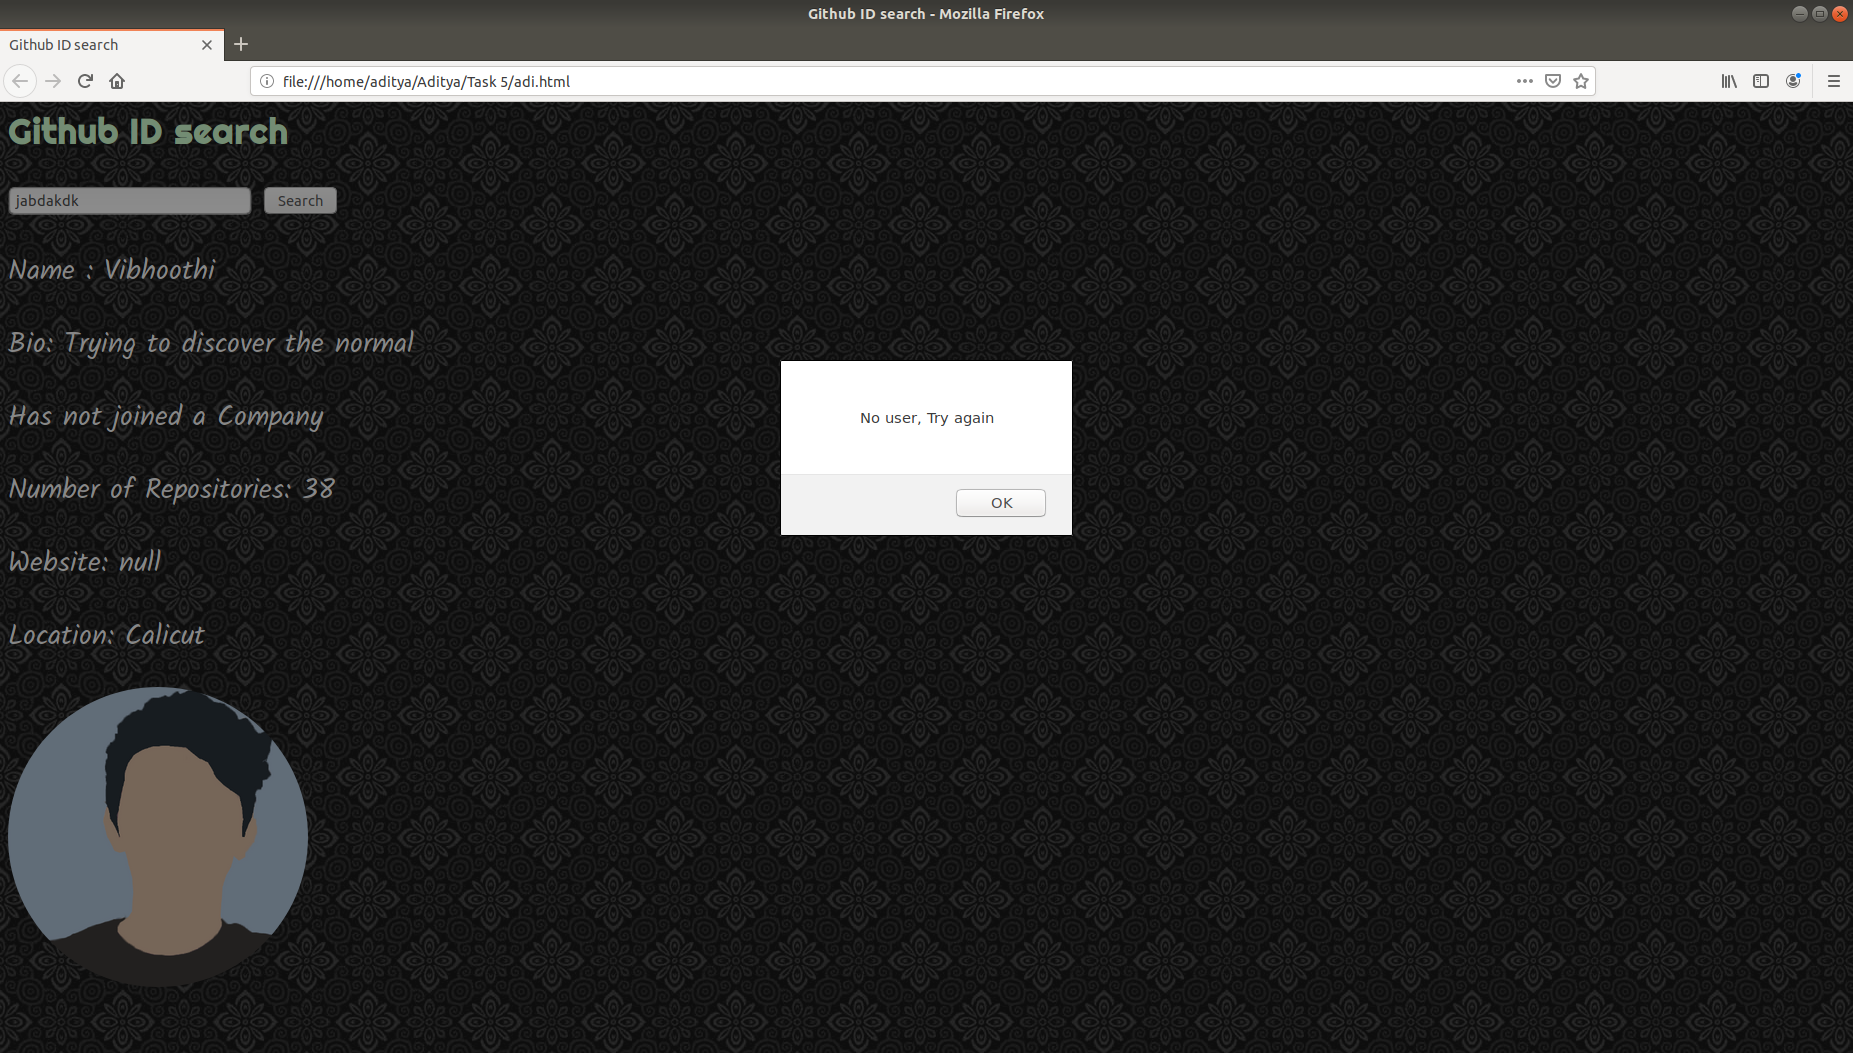 Github ID search - Mozilla Firefox
Github ID search
file:///home/aditya/Aditya/Task 5/adi.html
Github ID search
jabdakdk Search
Name : Vibhoothi
Bio: Trying to discover the normal
Has not joined a Company
Number of Repositories: 38
Website: null
Location: Calicut
No user, Try again
OK